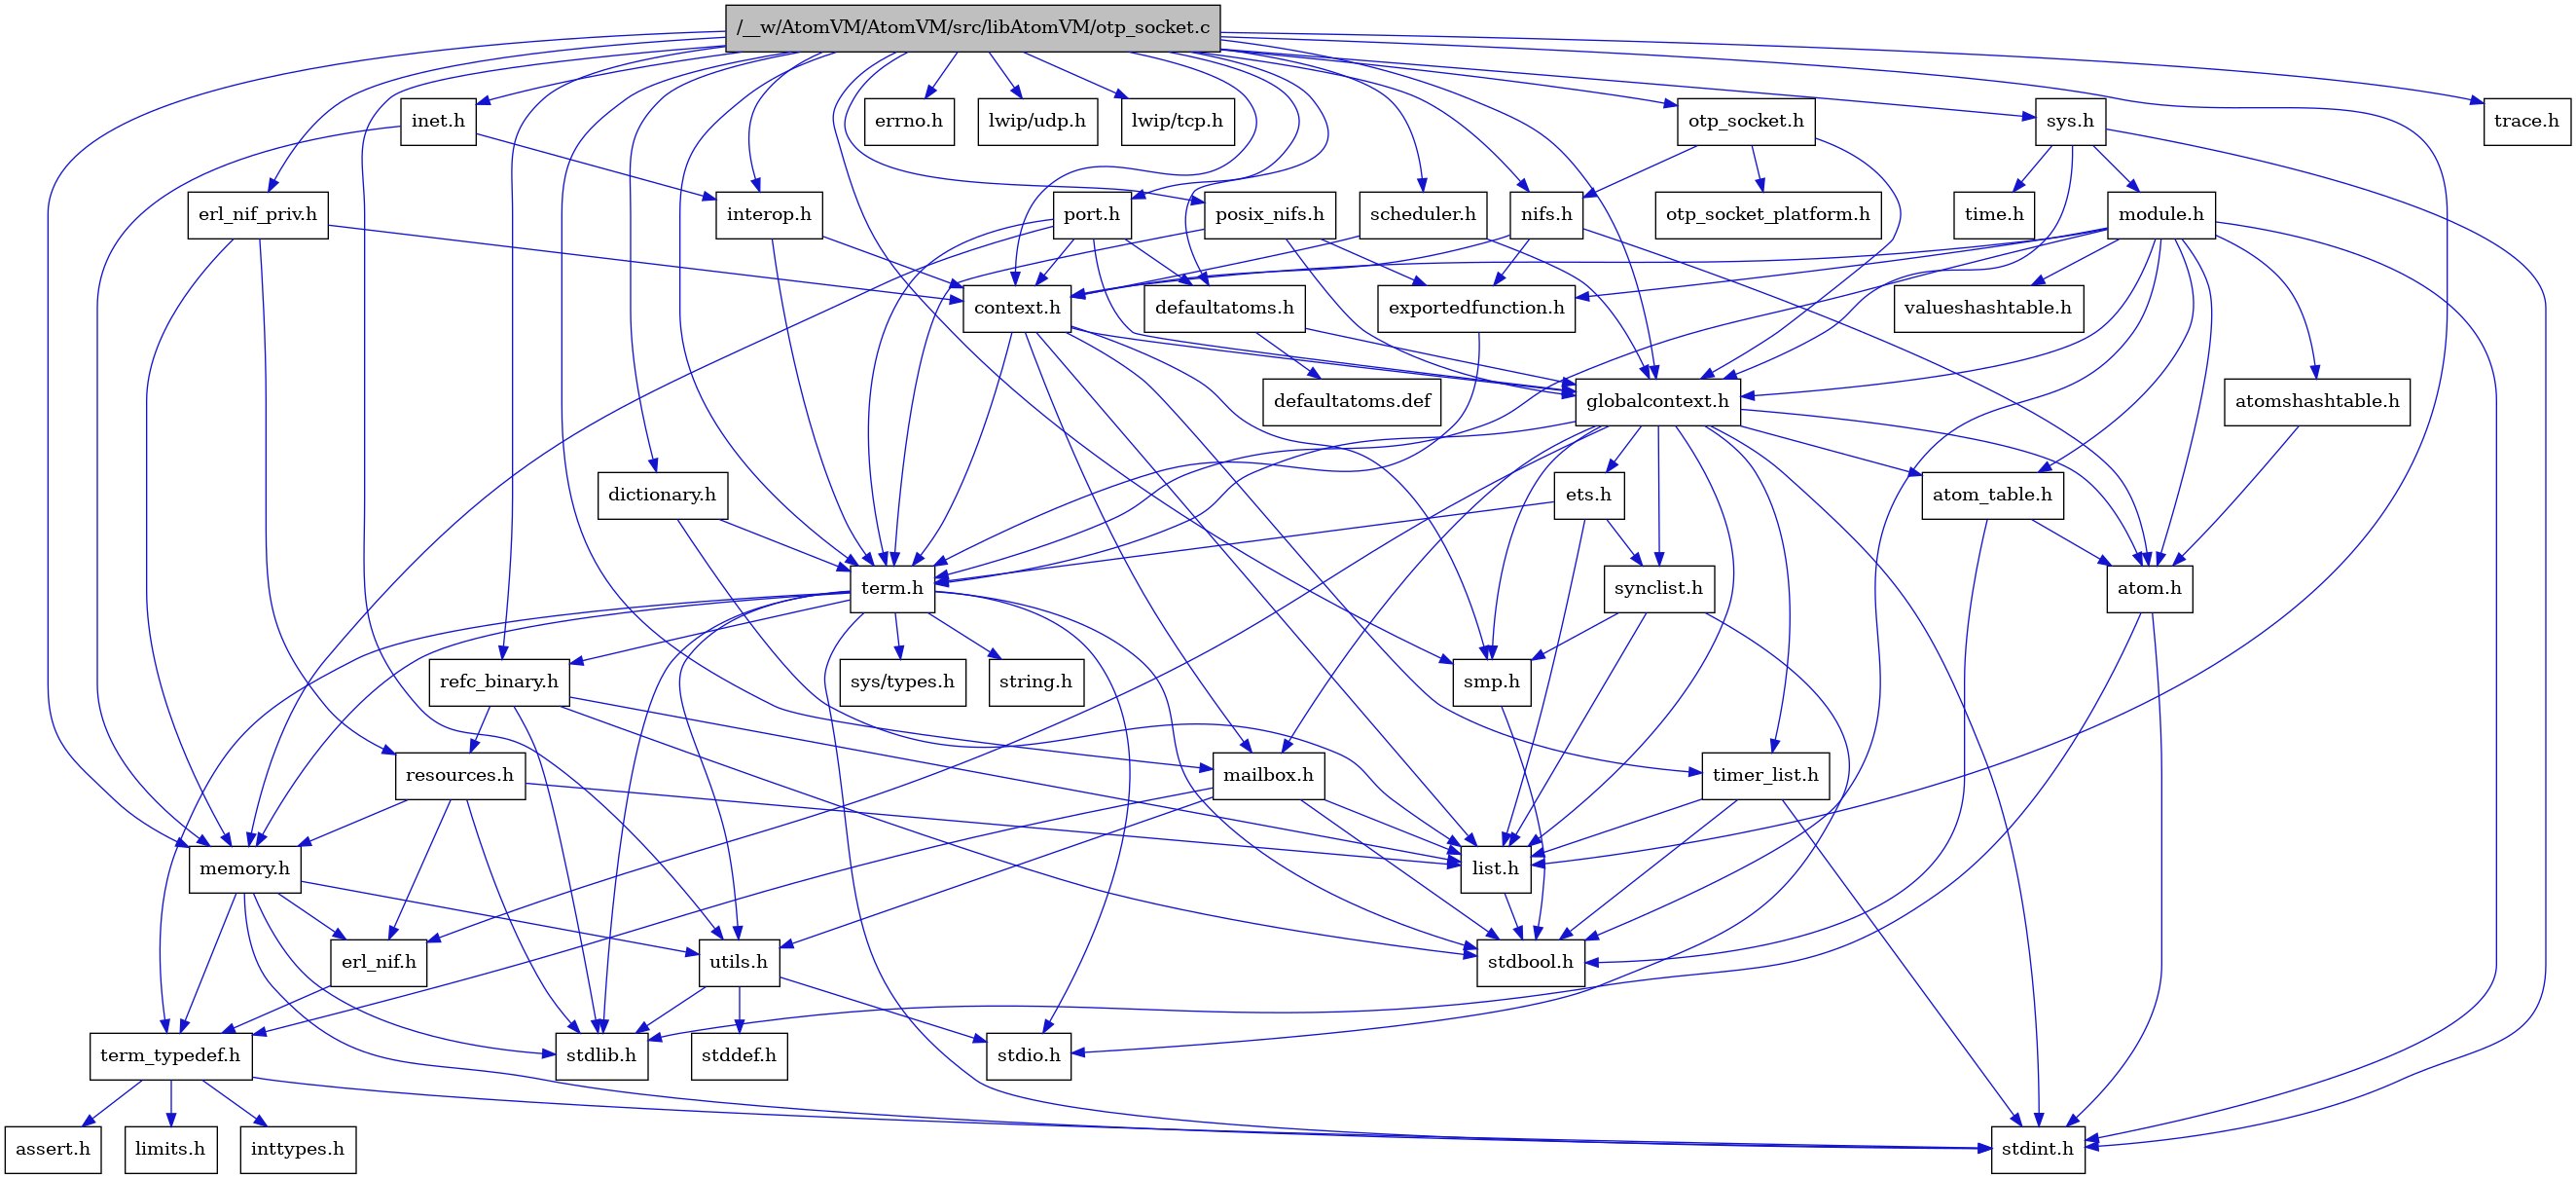 /__w/AtomVM/AtomVM/src/libAtomVM/otp_socket.c
inet.h
errno.h
lwip/udp.h
lwip/tcp.h
otp_socket.h
sys.h
trace.h
erl_nif_priv.h
interop.h
port.h
posix_nifs.h
scheduler.h
nifs.h
otp_socket_platform.h
time.h
module.h
context.h
defaultatoms.h
exportedfunction.h
valueshashtable.h
defaultatoms.def
globalcontext.h
atomshashtable.h
dictionary.h
ets.h
atom_table.h
term.h
synclist.h
atom.h
refc_binary.h
sys/types.h
string.h
smp.h
resources.h
mailbox.h
timer_list.h
memory.h
list.h
erl_nif.h
utils.h
stdbool.h
term_typedef.h
stdlib.h
stddef.h
stdio.h
assert.h
limits.h
inttypes.h
stdint.h